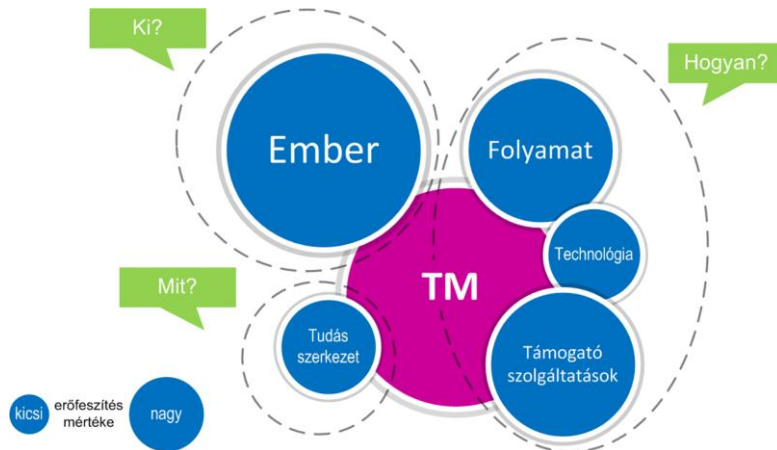 Ki?
Hogyan?
Ember
Folyamat
Technológia
TM
Mit?
Tudás
szerkezet
Támogató
szolgáltatások
kicsi
erőfeszítés
mértéke
nagy